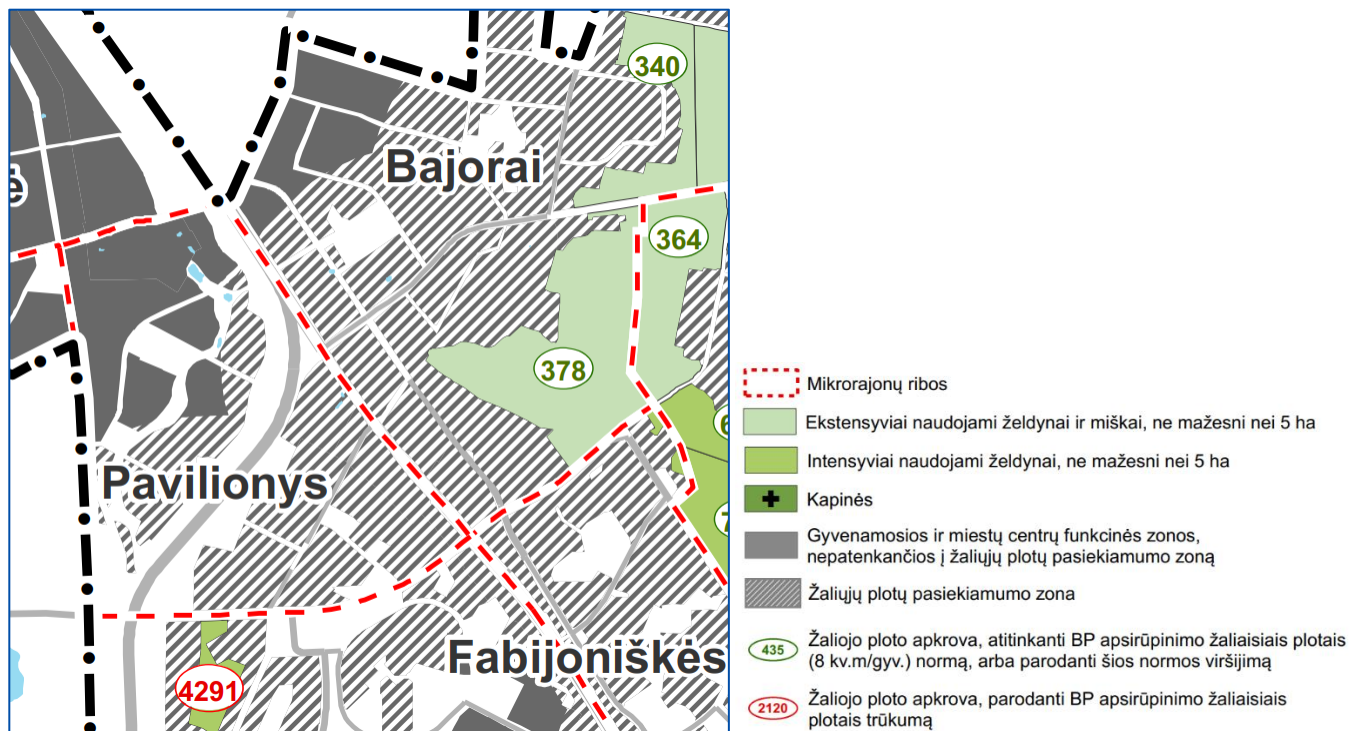 340
Bajorai
ė
364
378
6
Pavilionys
7
Fabijoniškės
4291
Mikrorajonų ribos
Ekstensyviai naudojami želdynai ir miškai, ne mažesni nei 5 ha
Intensyviai naudojami želdynai, ne mažesni nei 5 ha
Kapinės
Gyvenamosios ir miestų centrų funkcinės zonos,
nepatenkančios į žaliųjų plotų pasiekiamumo zoną
Žaliųjų plotų pasiekiamumo zona
435
Žaliojo ploto apkrova, atitinkanti BP apsirūpinimo žaliaisiais plotais
(8 kv.m/gyv.) normą, arba parodanti šios normos viršijimą
2120
Žaliojo ploto apkrova, parodanti BP apsirūpinimo žaliaisiais
plotais trūkumą